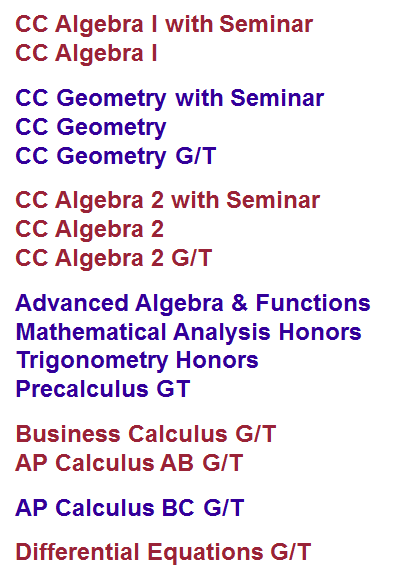 CC Algebra I with Seminar
CC Algebra I
CC Geometry with Seminar
CC Geometry
CC Geometry G/T
CC Algebra 2 with Seminar
CC Algebra 2
CC Algebra 2 G/T
Advanced Algebra & Functions
Mathematical Analysis Honors
Trigonometry Honors
Precalculus GT
Business Calculus G/T
AP Calculus AB G/T
AP Calculus BC G/T
Differential Equations G/T